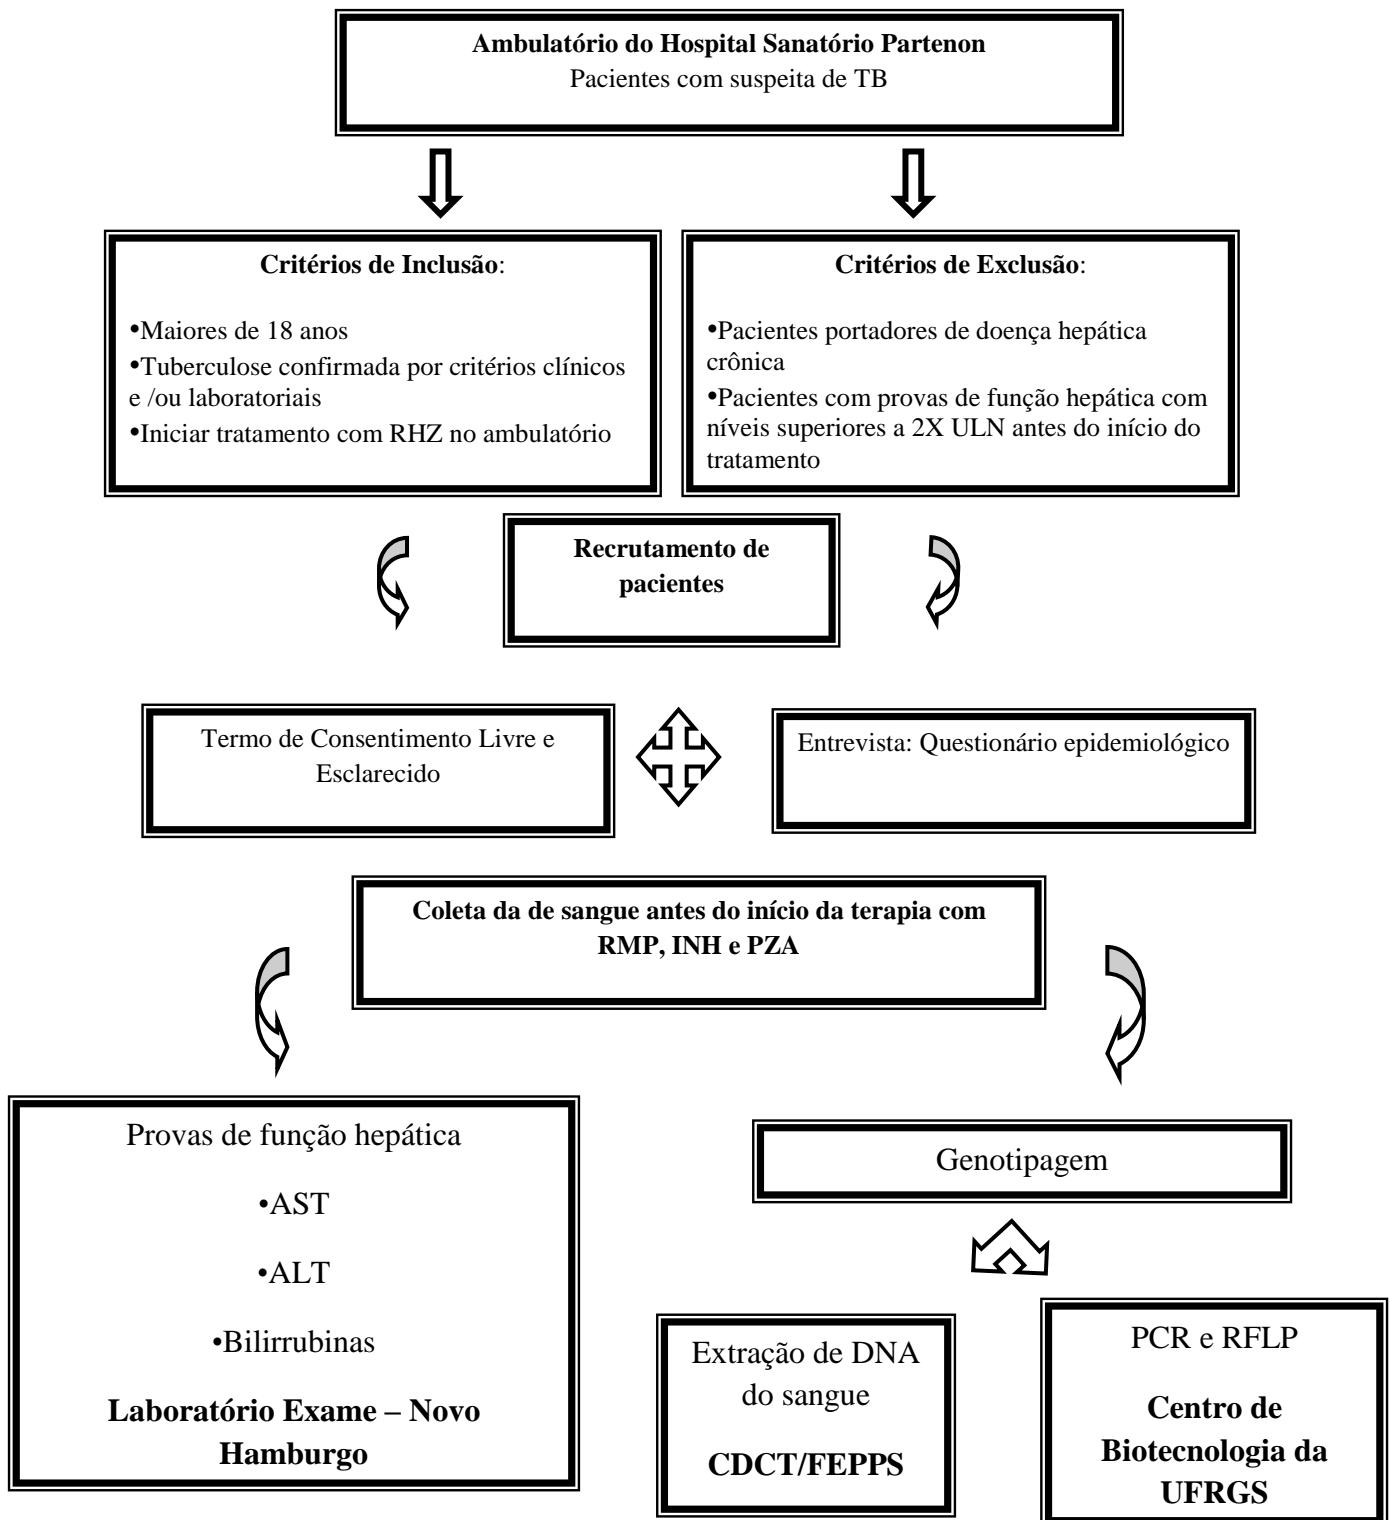 Ambulatório do Hospital Sanatório Partenon
Pacientes com suspeita de TB
Critérios de Inclusão:
•Maiores de 18 anos
•Tuberculose confirmada por critérios clínicos
e /ou laboratoriais
•Iniciar tratamento com RHZ no ambulatório
Critérios de Exclusão:
•Pacientes portadores de doença hepática
crônica
•Pacientes com provas de função hepática com
níveis superiores a 2X ULN antes do início do
tratamento
Recrutamento de
pacientes
Termo de Consentimento Livre e
Esclarecido
Entrevista: Questionário epidemiológico
Coleta da de sangue antes do início da terapia com
RMP, INH e PZA
Provas de função hepática
•AST
•ALT
•Bilirrubinas
Laboratório Exame – Novo
Hamburgo
Genotipagem
Extração de DNA
do sangue
CDCT/FEPPS
PCR e RFLP
Centro de
Biotecnologia da
UFRGS